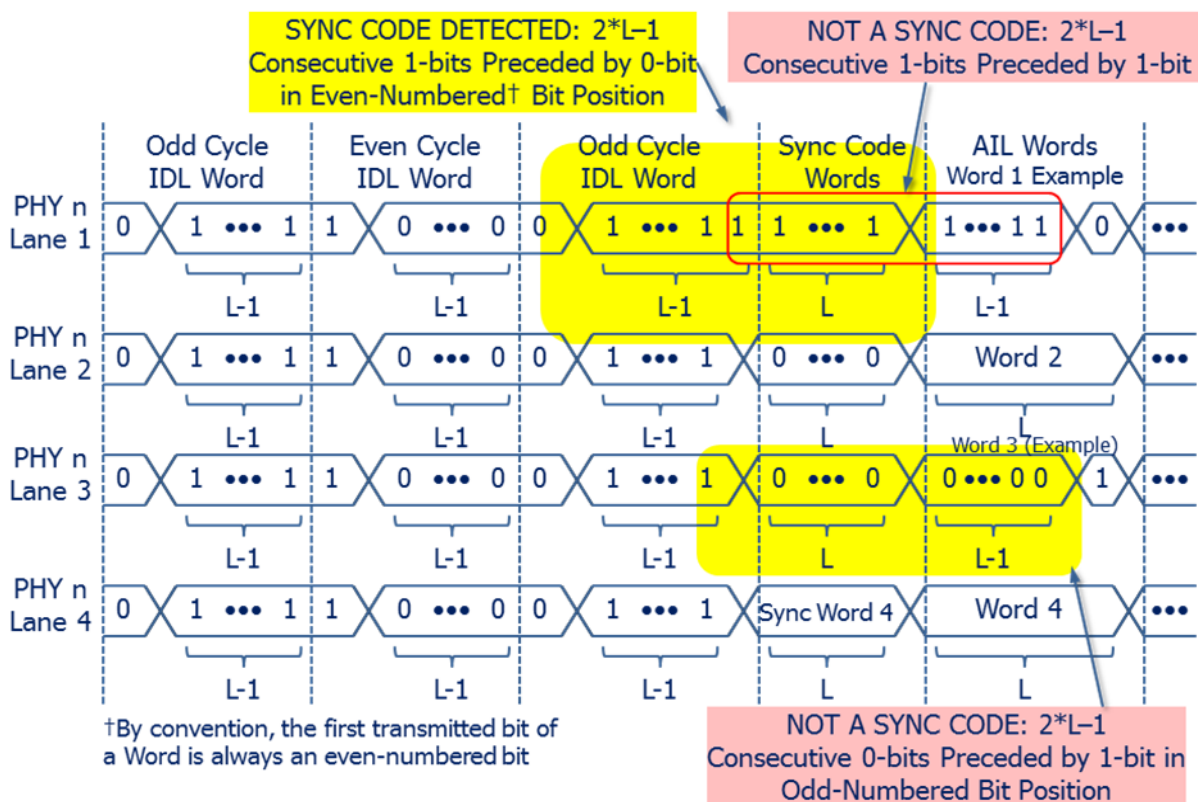 SYNC CODE DETECTED: 2*L–1
Consecutive 1-bits Preceded by 0-bit
in Even-Numbered† Bit Position
NOT A SYNC CODE: 2*L–1
Consecutive 1-bits Preceded by 1-bit
Odd Cycle
IDL Word
Even Cycle
IDL Word
Odd Cycle
IDL Word
Sync Code
Words
AIL Words
Word 1 Example
PHY n
Lane 1
0 1 ••• 1 1 0 ••• 0 0 1 ••• 1 1 1 ••• 1 1 ••• 1 1 0 •••
L-1 L-1 L-1 L L-1
PHY n
Lane 2
0 1 ••• 1 1 0 ••• 0 0 1 ••• 1 0 ••• 0 Word 2 •••
L-1 L-1 L-1 L L
Word 3 (Example)
PHY n
Lane 3
0 1 ••• 1 1 0 ••• 0 0 1 ••• 1 0 ••• 0 0 ••• 0 0 1 •••
L-1 L-1 L-1 L L-1
PHY n
Lane 4
0 1 ••• 1 1 0 ••• 0 0 1 ••• 1 Sync Word 4 Word 4 •••
L-1 L-1 L-1 L L
†By convention, the first transmitted bit of
a Word is always an even-numbered bit
NOT A SYNC CODE: 2*L–1
Consecutive 0-bits Preceded by 1-bit in
Odd-Numbered Bit Position